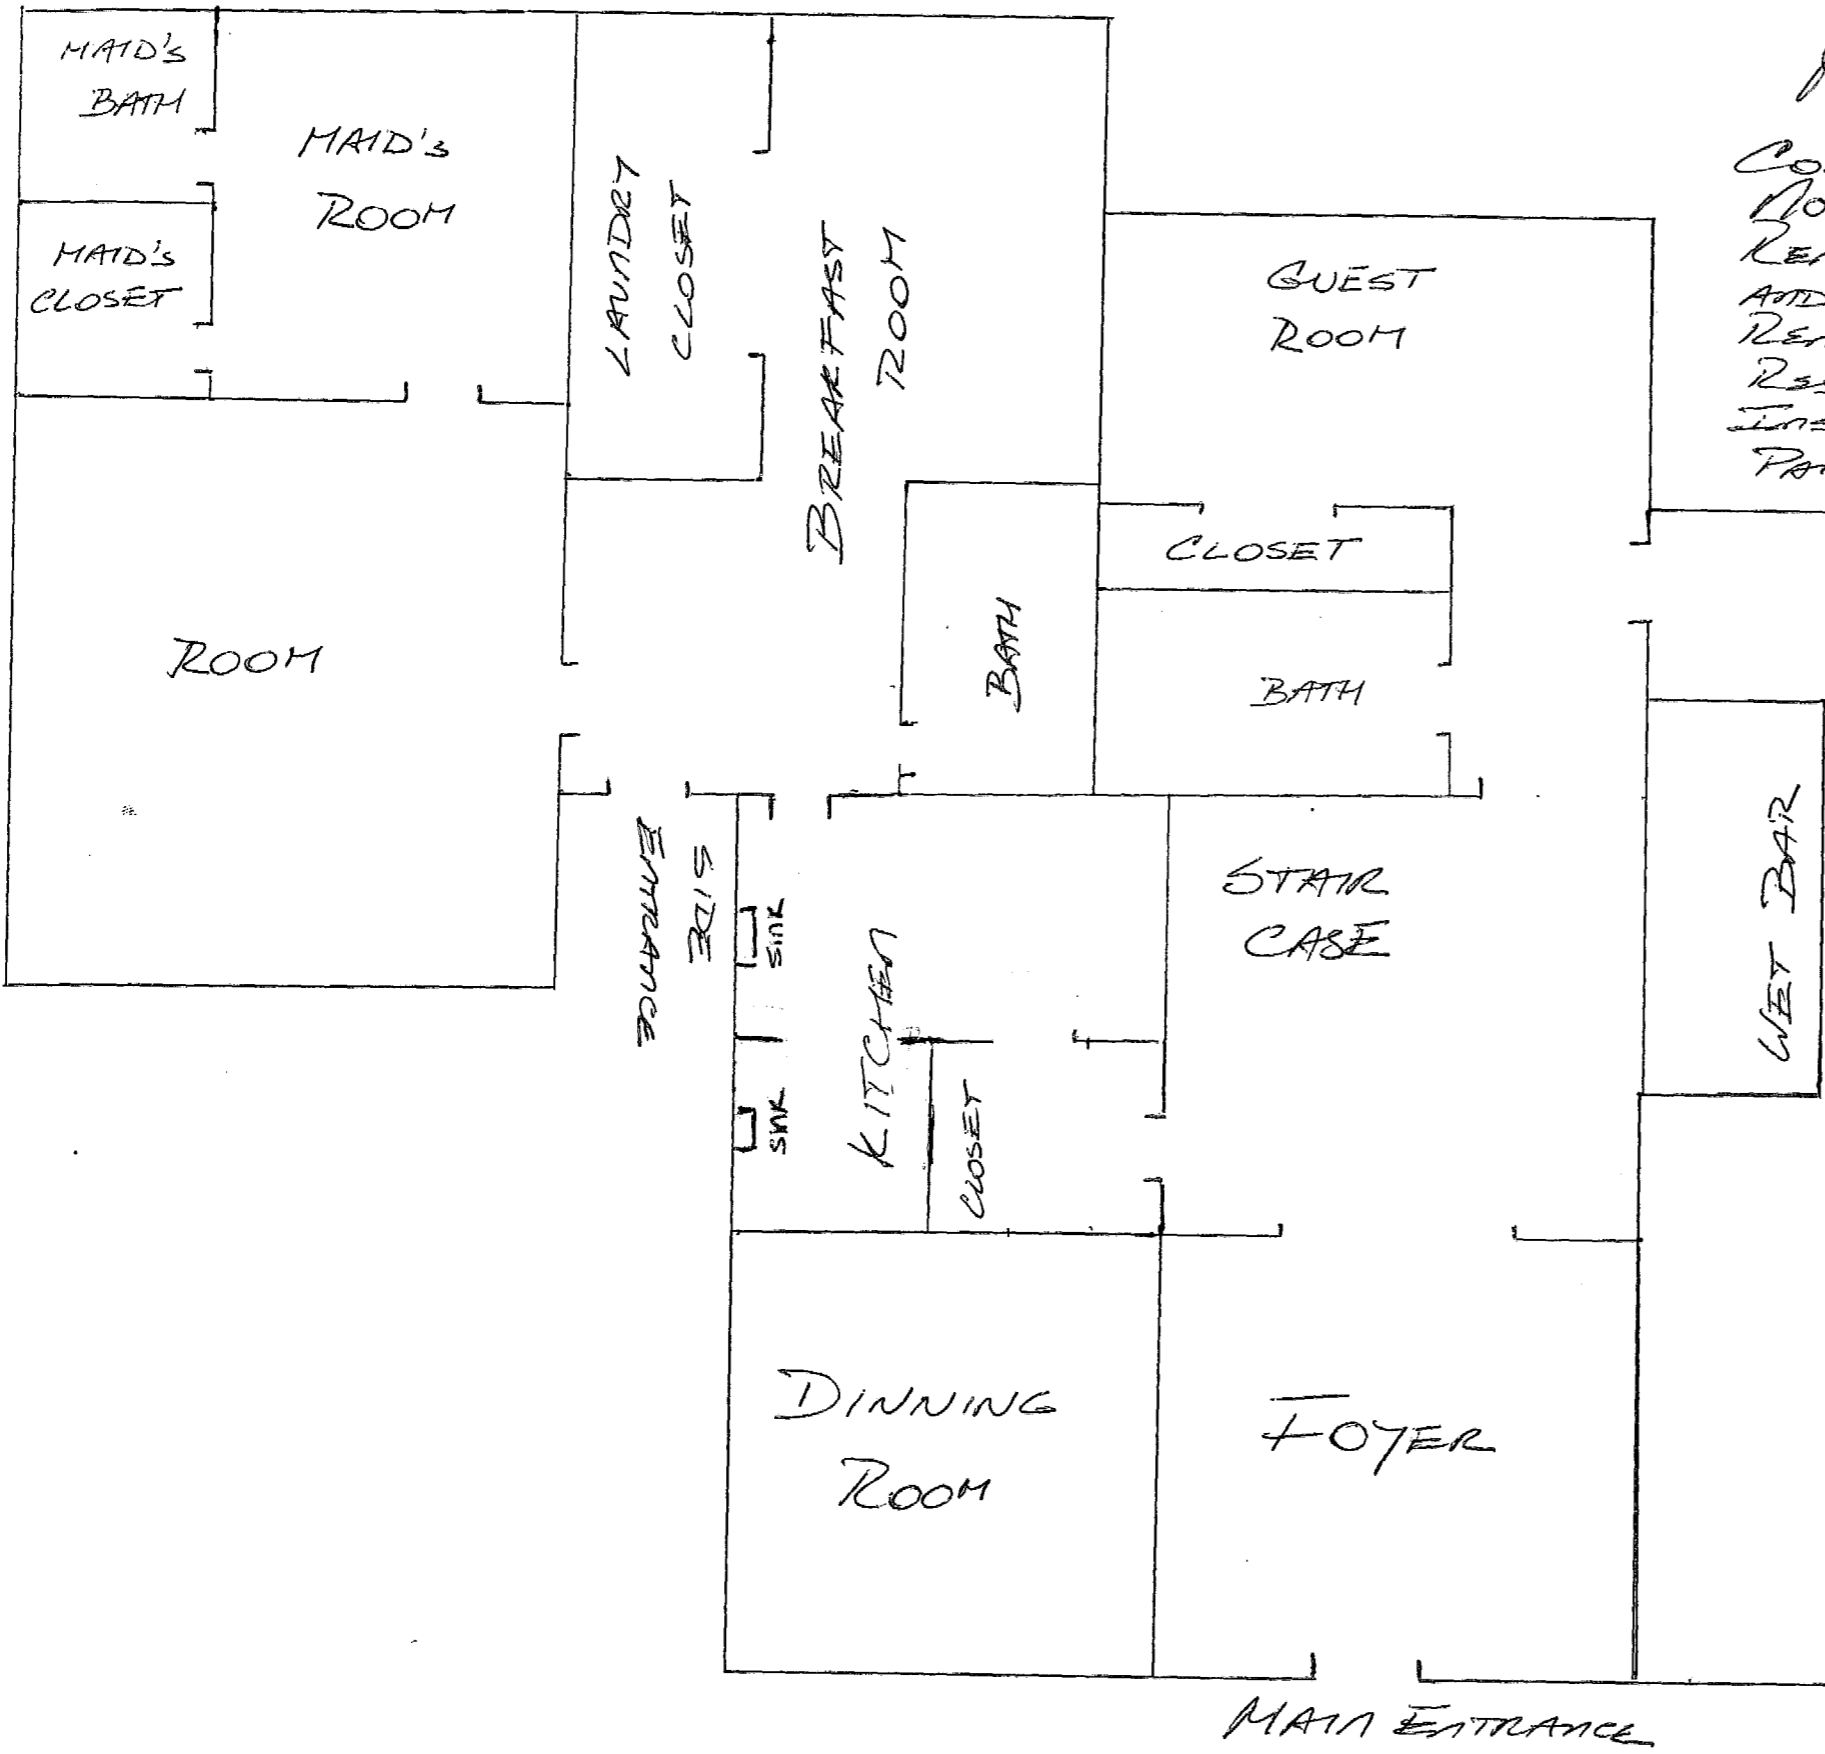 MAID's
BATH
MAID's
ROOM
MAID's
CLOSET
LAUNDRY
CLOSET
BREAKFAST
ROOM
GUEST
ROOM
CLOSET
BATH
BATH
ROOM
SIDE
ENTRANCE
SINK
SINK
KITCHEN
CLOSET
STAIR
CASE
WET BAR
DINNING
ROOM
FOYER
MAIN ENTRANCE